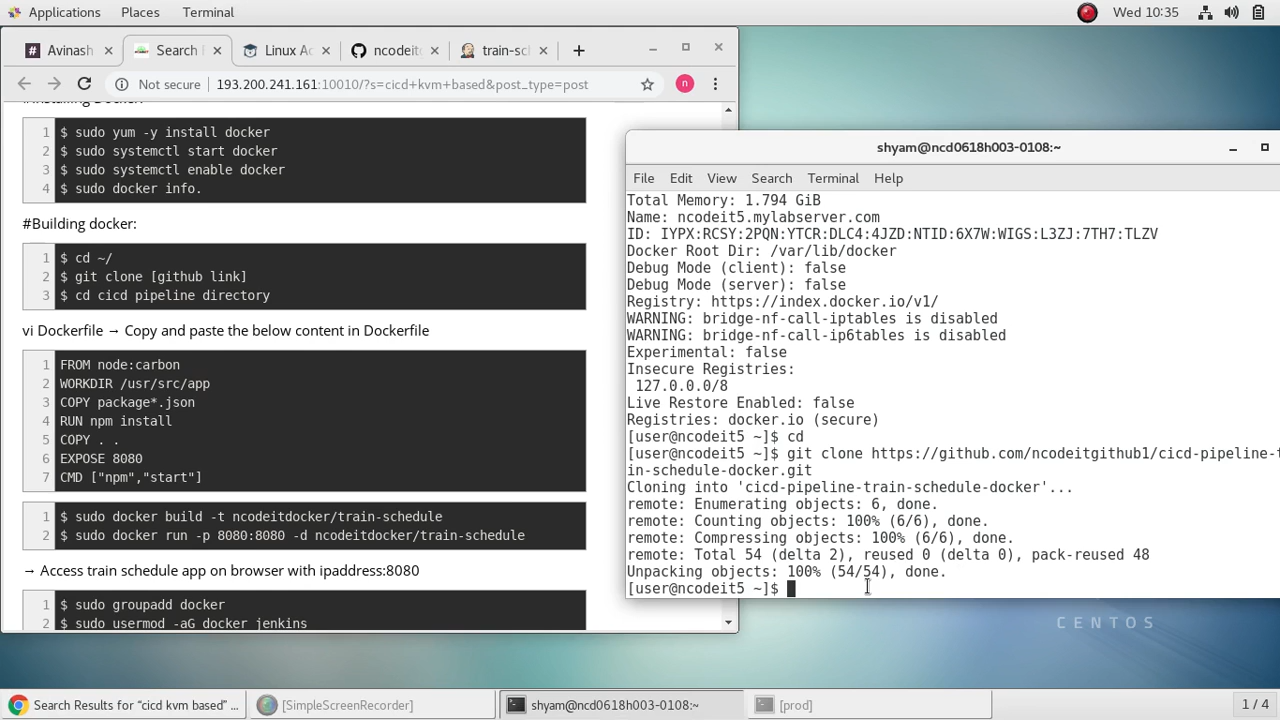 Applications Places Terminal Wed 10:35
Avinash Search R Linux Ac ncodeit train-sc
Not secure 193.200.241.161:10010/?s=cicd+kvm+based&post_type=post n
#Installing Docker:
1 $ sudo yum -y install docker
2 $ sudo systemctl start docker
3 $ sudo systemctl enable docker
4 $ sudo docker info.
#Building docker:
1 $ cd ~/
2 $ git clone [github link]
3 $ cd cicd pipeline directory
vi Dockerfile → Copy and paste the below content in Dockerfile
1 FROM node:carbon
2 WORKDIR /usr/src/app
3 COPY package*.json
4 RUN npm install
5 COPY . .
6 EXPOSE 8080
7 CMD ["npm","start"]
1 $ sudo docker build -t ncodeitdocker/train-schedule
2 $ sudo docker run -p 8080:8080 -d ncodeitdocker/train-schedule
→ Access train schedule app on browser with ipaddress:8080
1 $ sudo groupadd docker
2 $ sudo usermod -aG docker jenkins
shyam@ncd0618h003-0108:~
File Edit View Search Terminal Help
Total Memory: 1.794 GiB
Name: ncodeit5.mylabserver.com
ID: IYPX:RCSY:2PQN:YTCR:DLC4:4JZD:NTID:6X7W:WIGS:L3ZJ:7TH7:TLZV
Docker Root Dir: /var/lib/docker
Debug Mode (client): false
Debug Mode (server): false
Registry: https://index.docker.io/v1/
WARNING: bridge-nf-call-iptables is disabled
WARNING: bridge-nf-call-ip6tables is disabled
Experimental: false
Insecure Registries:
127.0.0.0/8
Live Restore Enabled: false
Registries: docker.io (secure)
[user@ncodeit5 ~]$ cd
[user@ncodeit5 ~]$ git clone https://github.com/ncodeitgithub1/cicd-pipeline-t
in-schedule-docker.git
Cloning into 'cicd-pipeline-train-schedule-docker'...
remote: Enumerating objects: 6, done.
remote: Counting objects: 100% (6/6), done.
remote: Compressing objects: 100% (6/6), done.
remote: Total 54 (delta 2), reused 0 (delta 0), pack-reused 48
Unpacking objects: 100% (54/54), done.
[user@ncodeit5 ~]$
CENTOS
Search Results for “cicd kvm based” ... [SimpleScreenRecorder] shyam@ncd0618h003-0108:~ [prod] 1 / 4